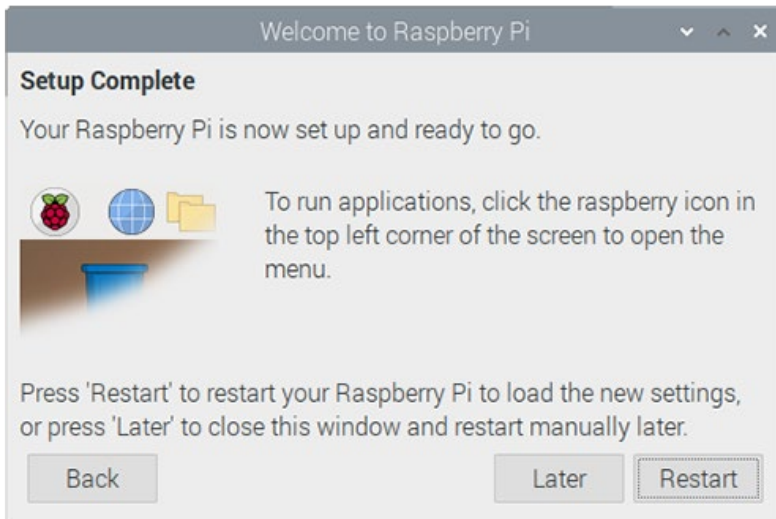 Welcome to Raspberry Pi
Setup Complete
Your Raspberry Pi is now set up and ready to go.
To run applications, click the raspberry icon in
the top left corner of the screen to open the
menu.
Press 'Restart' to restart your Raspberry Pi to load the new settings,
or press 'Later' to close this window and restart manually later.
Back
Later
Restart